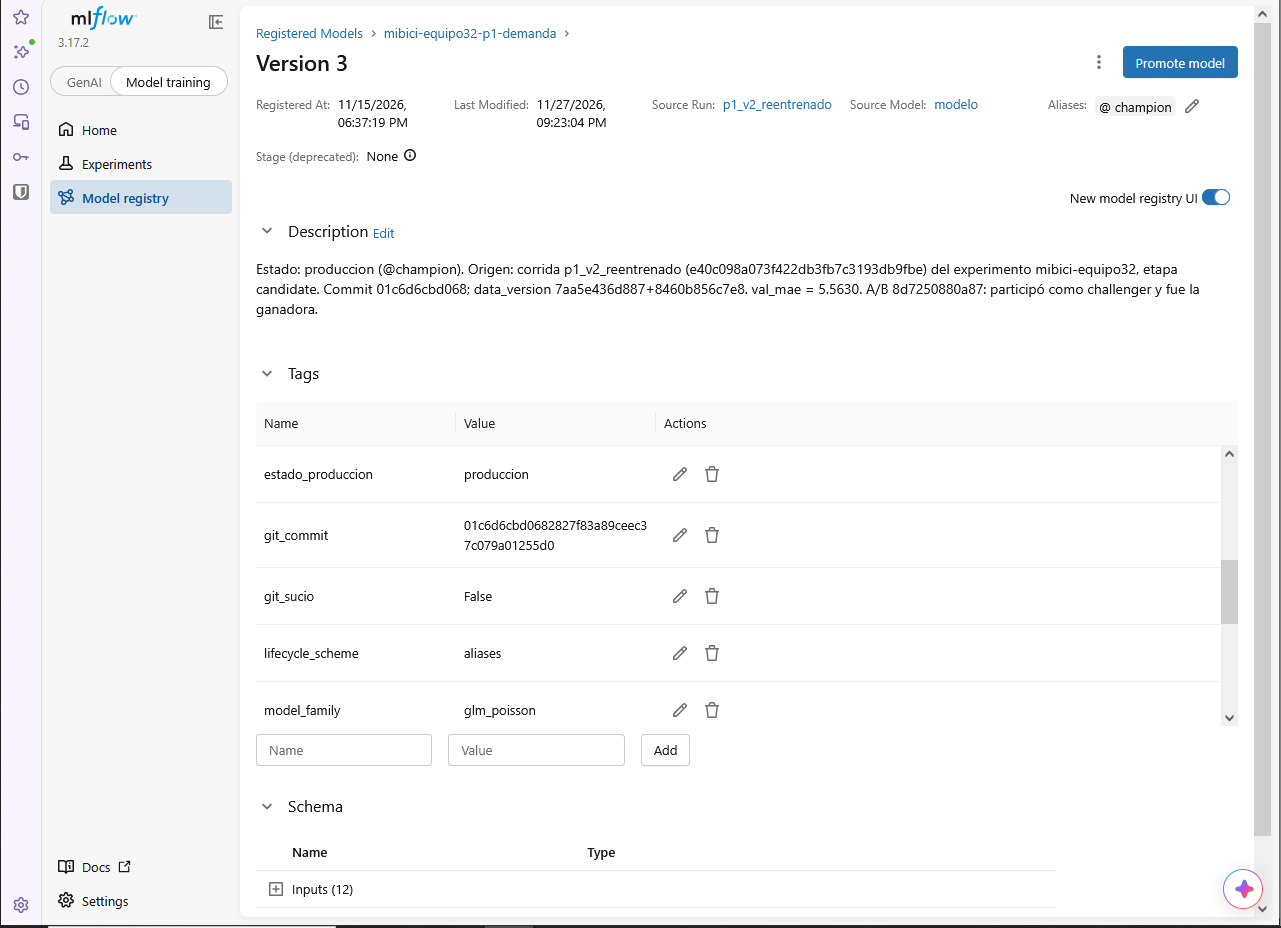 mlflow
3.17.2
GenAI
Model training
Home
Experiments
Model registry
Docs
Settings
Registered Models > mibici-equipo32-p1-demanda >
Version 3
Promote model
Registered At: 11/15/2026, 06:37:19 PM
Last Modified: 11/27/2026, 09:23:04 PM
Source Run: p1_v2_reentrenado
Source Model: modelo
Aliases: @ champion
Stage (deprecated): None
New model registry UI
Description Edit
Estado: produccion (@champion). Origen: corrida p1_v2_reentrenado (e40c098a073f422db3fb7c3193db9fbe) del experimento mibici-equipo32, etapa
candidate. Commit 01c6d6cbd068; data_version 7aa5e436d887+8460b856c7e8. val_mae = 5.5630. A/B 8d7250880a87: participó como challenger y fue la
ganadora.
Tags
Name Value Actions
estado_produccion produccion
git_commit 01c6d6cbd0682827f83a89ceec3
7c079a01255d0
git_sucio False
lifecycle_scheme aliases
model_family glm_poisson
Name Value Add
Schema
Name Type
Inputs (12)